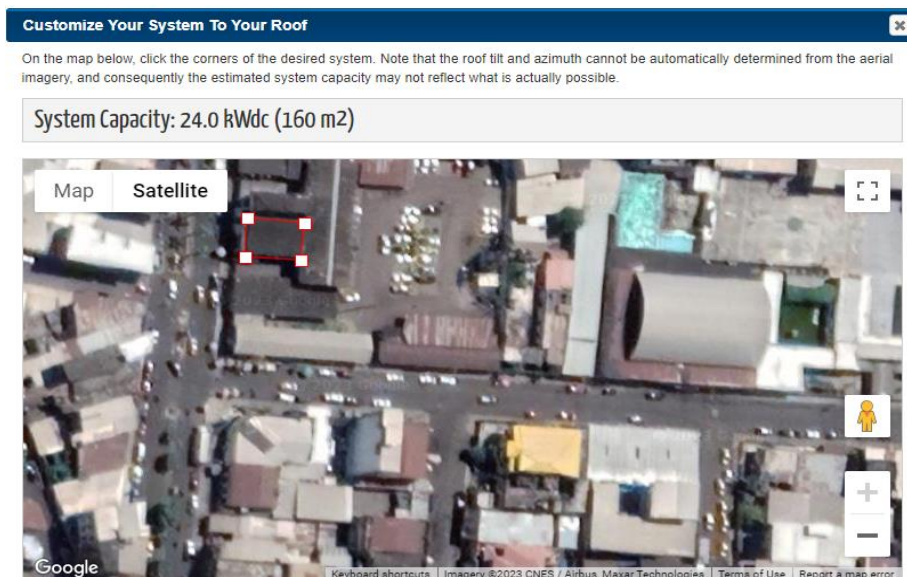 Customize Your System To Your Roof
On the map below, click the corners of the desired system. Note that the roof tilt and azimuth cannot be automatically determined from the aerial
imagery, and consequently the estimated system capacity may not reflect what is actually possible.
System Capacity: 24.0 kWdc (160 m2)
Map Satellite
Google
Keyboard shortcuts Imagery ©2023 CNES / Airbus, Maxar Technologies Terms of Use Report a map error